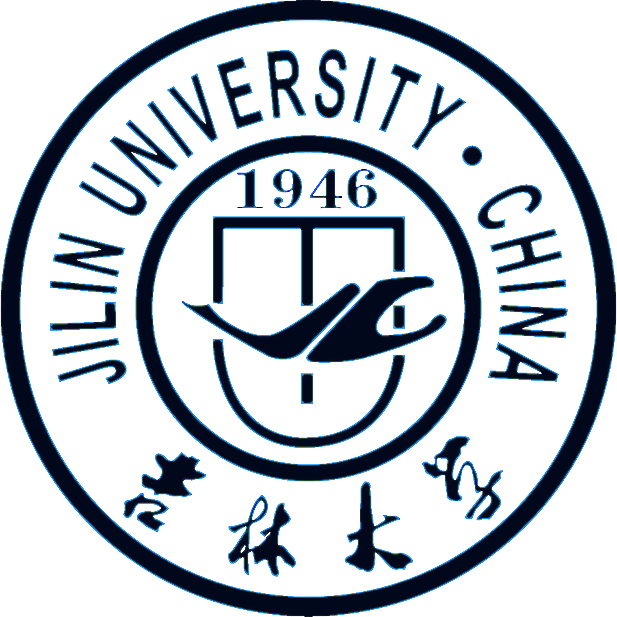 JILIN UNIVERSITY • CHINA
1946
吉林大学